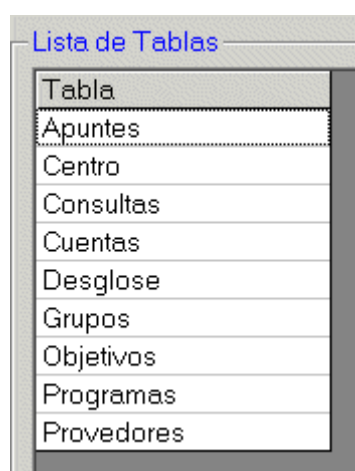 Lista de Tablas
Tabla
Apuntes
Centro
Consultas
Cuentas
Desglose
Grupos
Objetivos
Programas
Provedores